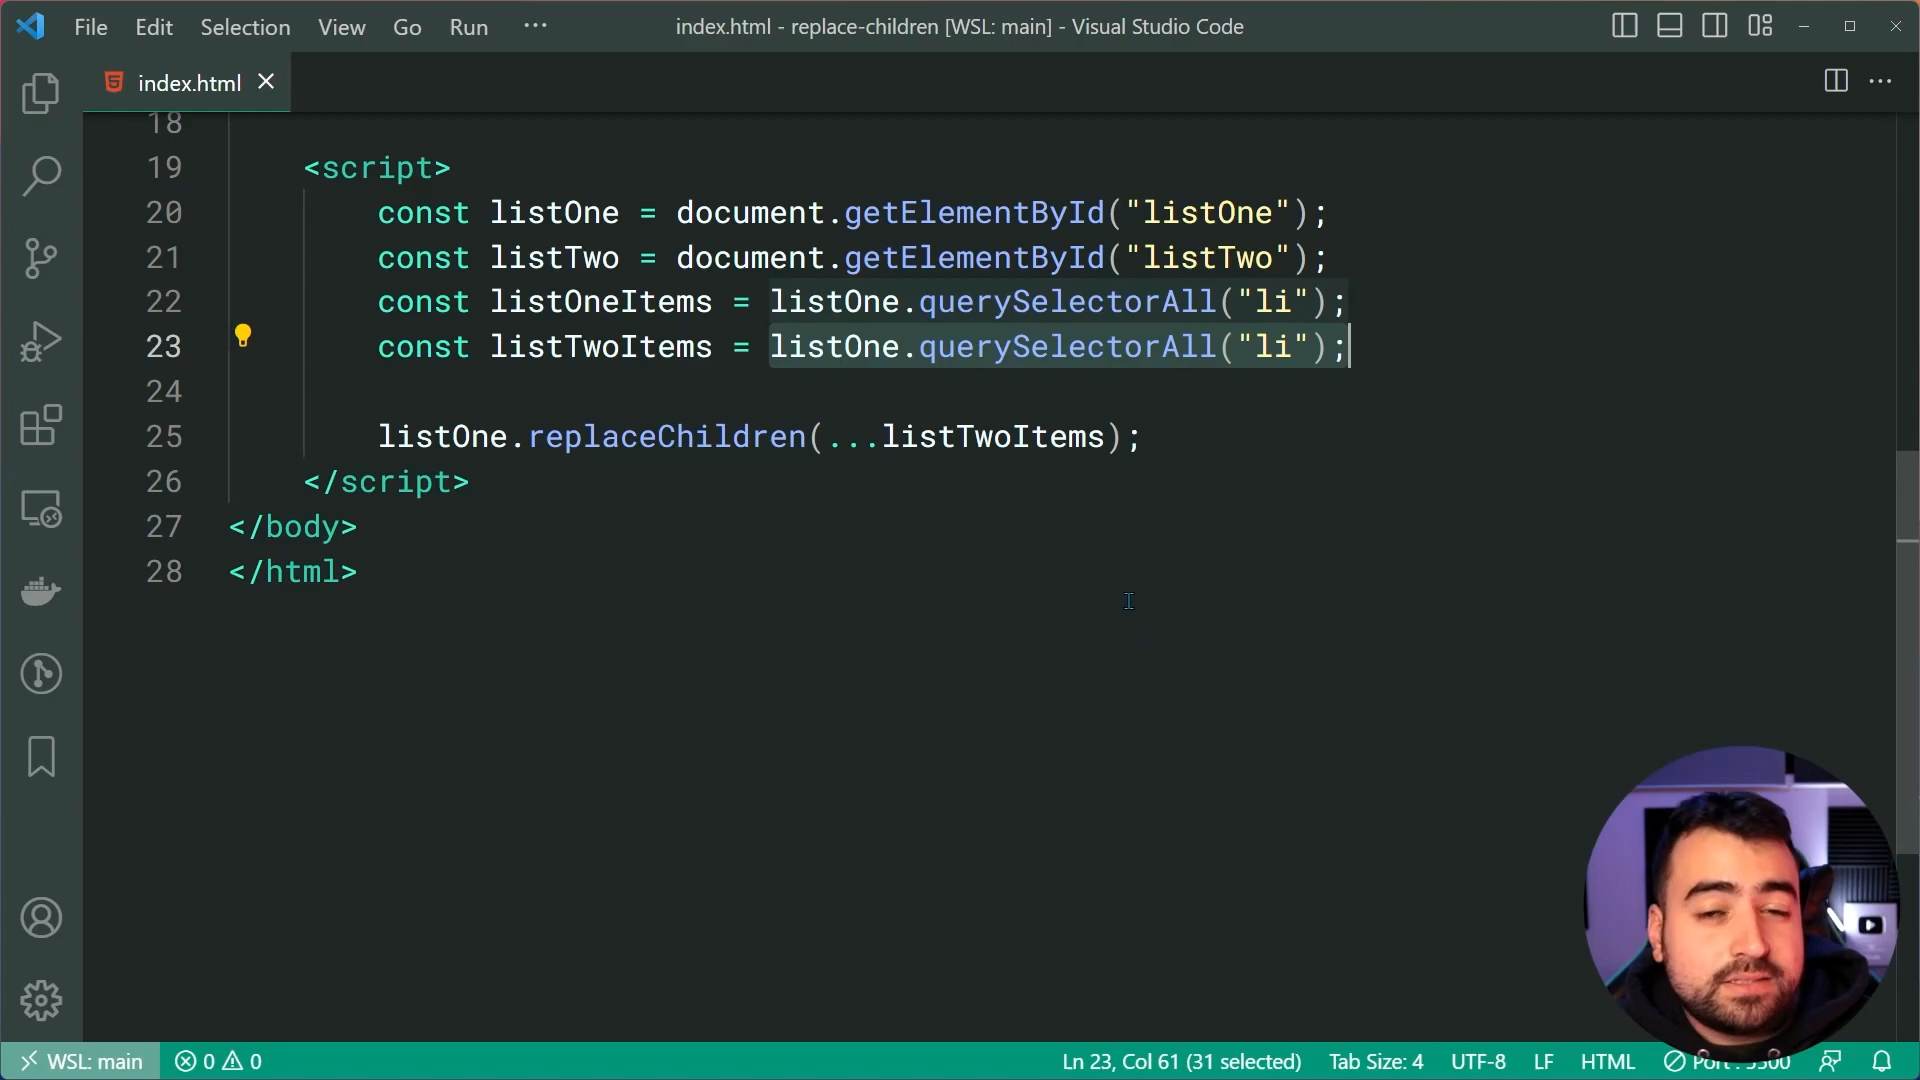 File Edit Selection View Go Run ···
index.html - replace-children [WSL: main] - Visual Studio Code
index.html
18
19 <script>
20 const listOne = document.getElementById("listOne");
21 const listTwo = document.getElementById("listTwo");
22 const listOneItems = listOne.querySelectorAll("li");
23 const listTwoItems = listOne.querySelectorAll("li");
24
25 listOne.replaceChildren(...listTwoItems);
26 </script>
27 </body>
28 </html>
WSL: main 0 0 Ln 23, Col 61 (31 selected) Tab Size: 4 UTF-8 LF HTML